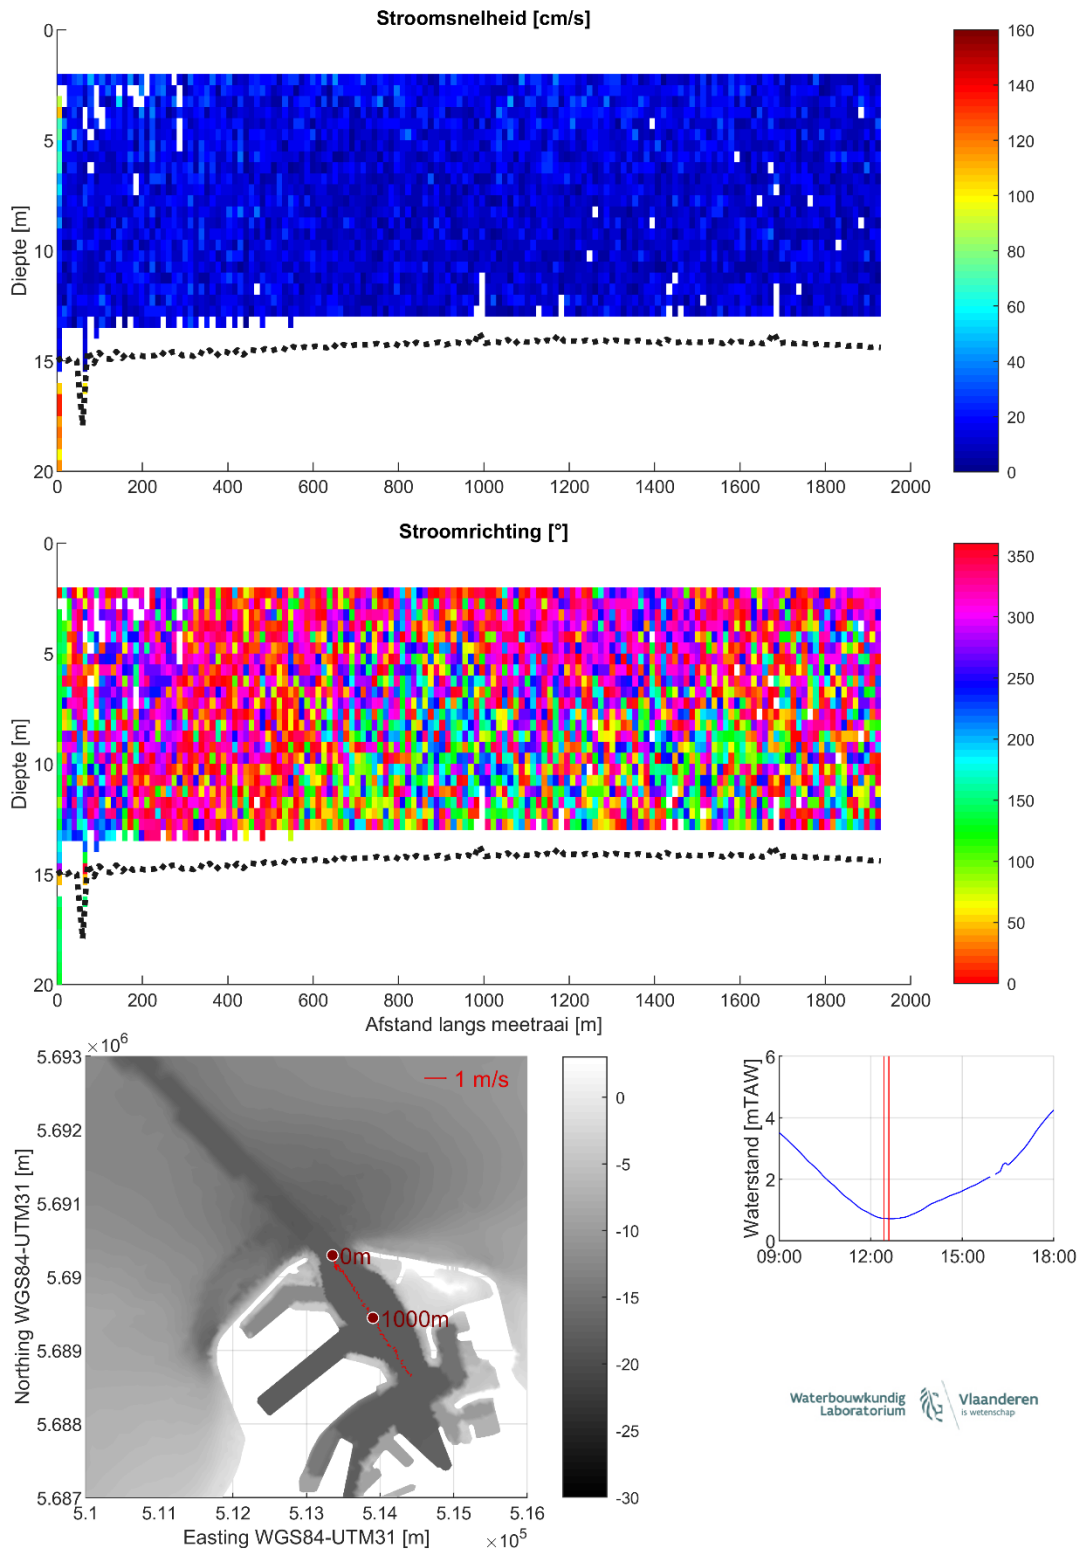 Stroomsnelheid [cm/s]
0
5
10
15
20
Diepte [m]
0 200 400 600 800 1000 1200 1400 1600 1800 2000
160
140
120
100
80
60
40
20
0
Stroomrichting [°]
0
5
10
15
20
Diepte [m]
0 200 400 600 800 1000 1200 1400 1600 1800 2000
Afstand langs meetraai [m]
350
300
250
200
150
100
50
0
×10⁶
5.693
5.692
5.691
5.69
5.689
5.688
5.687
Northing WGS84-UTM31 [m]
1 m/s
0m
1000m
5.1 5.11 5.12 5.13 5.14 5.15 5.16
Easting WGS84-UTM31 [m]
×10⁵
0
-5
-10
-15
-20
-25
-30
Waterstand [mTAW]
6
4
2
0
09:00 12:00 15:00 18:00
Waterbouwkundig
Laboratorium
Vlaanderen
is wetenschap